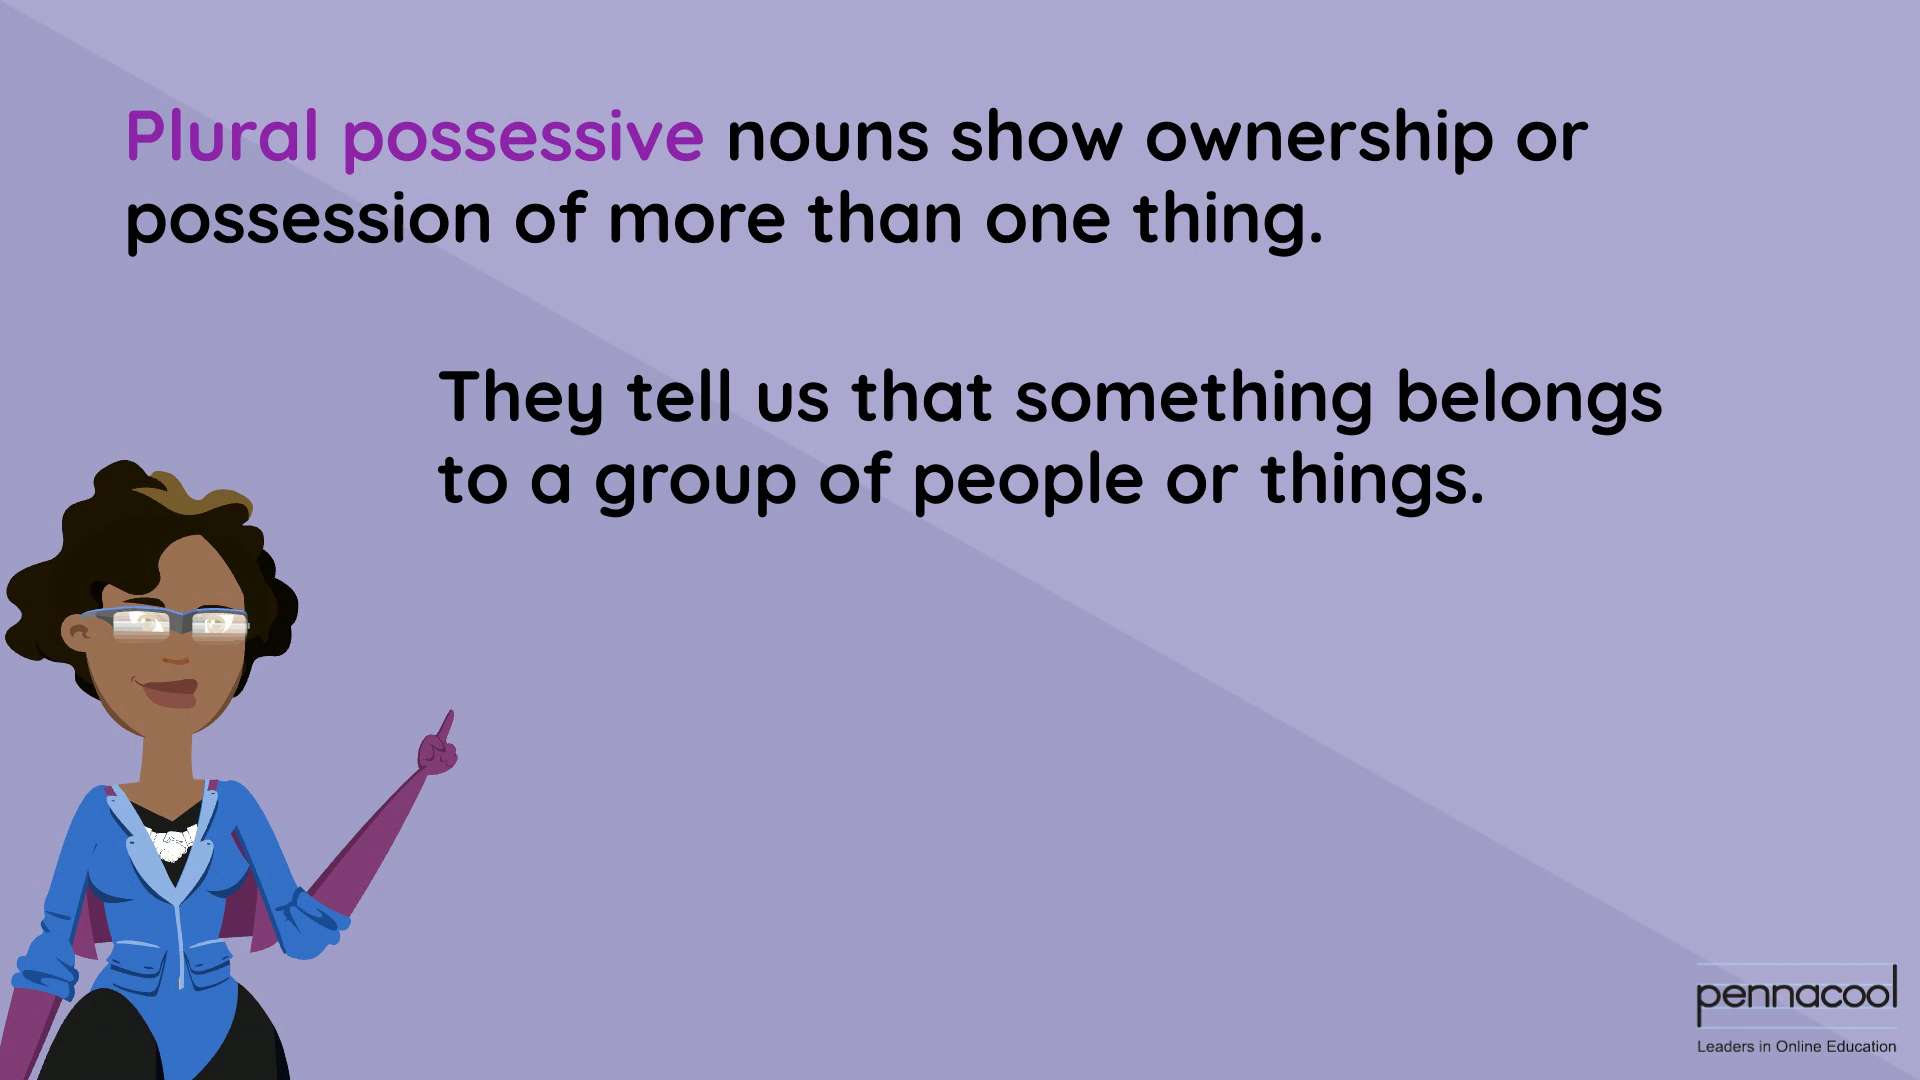 Plural possessive nouns show ownership or
possession of more than one thing.
They tell us that something belongs
to a group of people or things.
pennacool
Leaders in Online Education